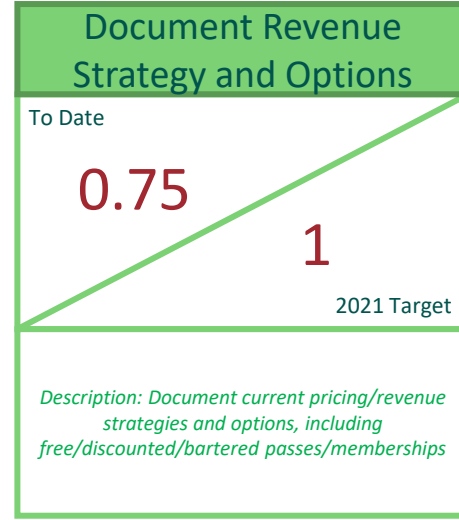 Document Revenue
Strategy and Options
To Date
0.75
1
2021 Target
Description: Document current pricing/revenue
strategies and options, including
free/discounted/bartered passes/memberships